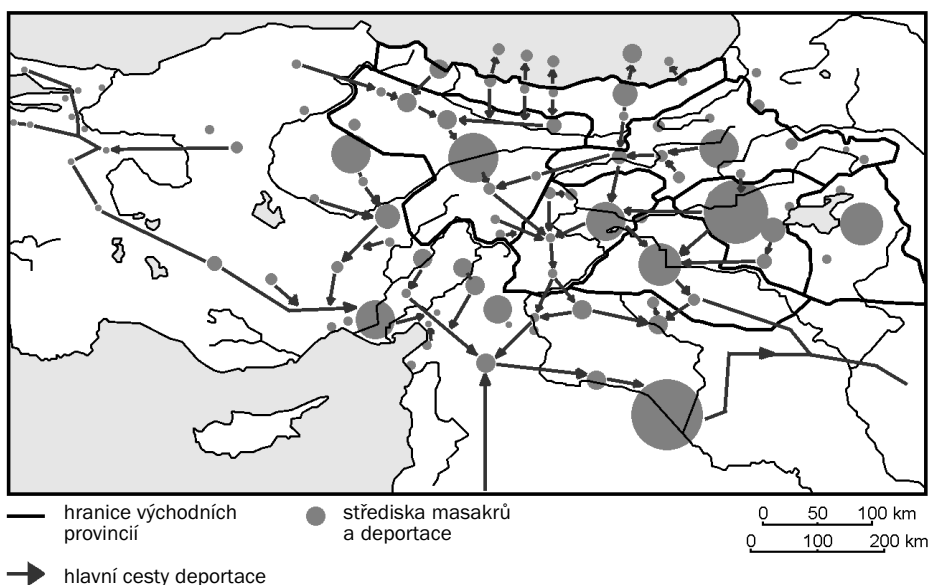 hranice východních
provincií
střediska masakrů
a deportace
hlavní cesty deportace
0 50 100 km
0 100 200 km